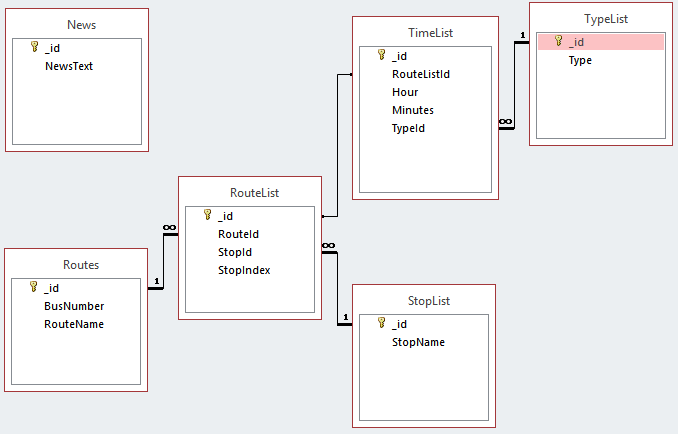 News
_id
NewsText
TimeList
_id
RouteListId
Hour
Minutes
TypeId
TypeList
_id
Type
1
∞
RouteList
_id
RouteId
StopId
StopIndex
∞
∞
Routes
_id
BusNumber
RouteName
1
StopList
_id
StopName
1